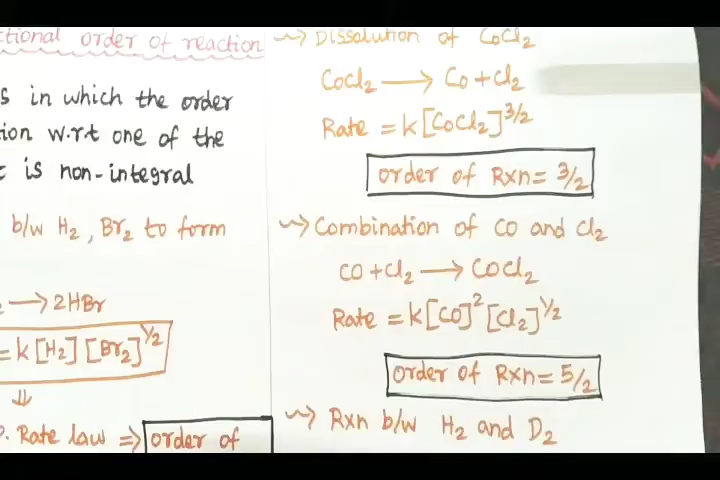 ctional order of reaction
s in which the order
ion w.r.t one of the
t is non-integral
b/w H₂, Br₂ to form
₂ ⟶ 2HBr
= k [H₂] [Br₂]^1/2
⇓
. Rate law ⇒ order of
⇝ Dissolution of CoCl₂
CoCl₂ ⟶ Co + Cl₂
Rate = k [CoCl₂]^3/2
order of Rxn = 3/2
⇝ Combination of CO and Cl₂
CO + Cl₂ ⟶ COCl₂
Rate = k [CO]² [Cl₂]^1/2
order of Rxn = 5/2
⇝ Rxn b/w H₂ and D₂